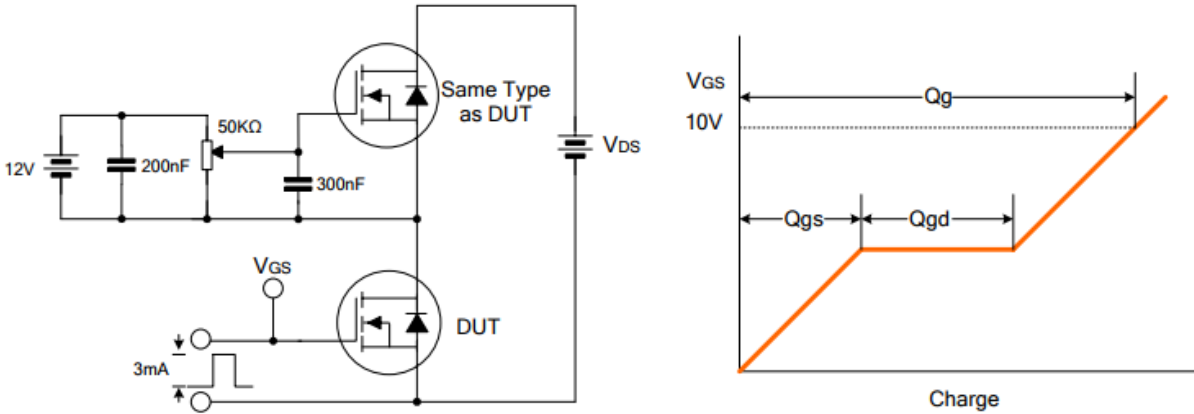 Same Type
as DUT
50KΩ
12V
200nF
300nF
VDS
VGS
DUT
3mA
VGS
10V
Qg
Qgs
Qgd
Charge